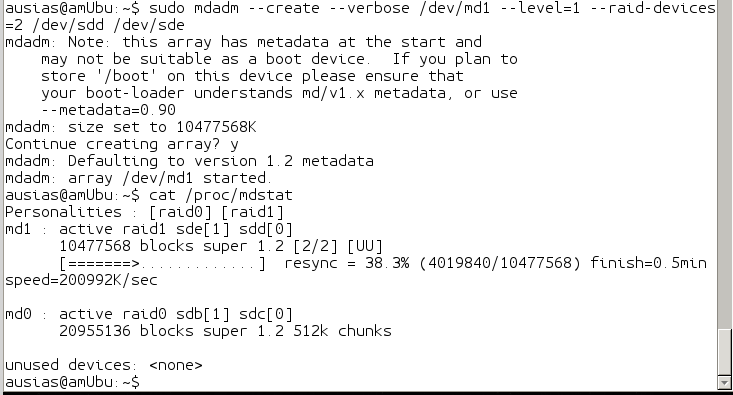 ausias@amUbu:~$ sudo mdadm --create --verbose /dev/md1 --level=1 --raid-devices
=2 /dev/sdd /dev/sde
mdadm: Note: this array has metadata at the start and
    may not be suitable as a boot device.  If you plan to
    store '/boot' on this device please ensure that
    your boot-loader understands md/v1.x metadata, or use
    --metadata=0.90
mdadm: size set to 10477568K
Continue creating array? y
mdadm: Defaulting to version 1.2 metadata
mdadm: array /dev/md1 started.
ausias@amUbu:~$ cat /proc/mdstat
Personalities : [raid0] [raid1]
md1 : active raid1 sde[1] sdd[0]
      10477568 blocks super 1.2 [2/2] [UU]
      [=======>.............]  resync = 38.3% (4019840/10477568) finish=0.5min
speed=200992K/sec

md0 : active raid0 sdb[1] sdc[0]
      20955136 blocks super 1.2 512k chunks

unused devices: <none>
ausias@amUbu:~$